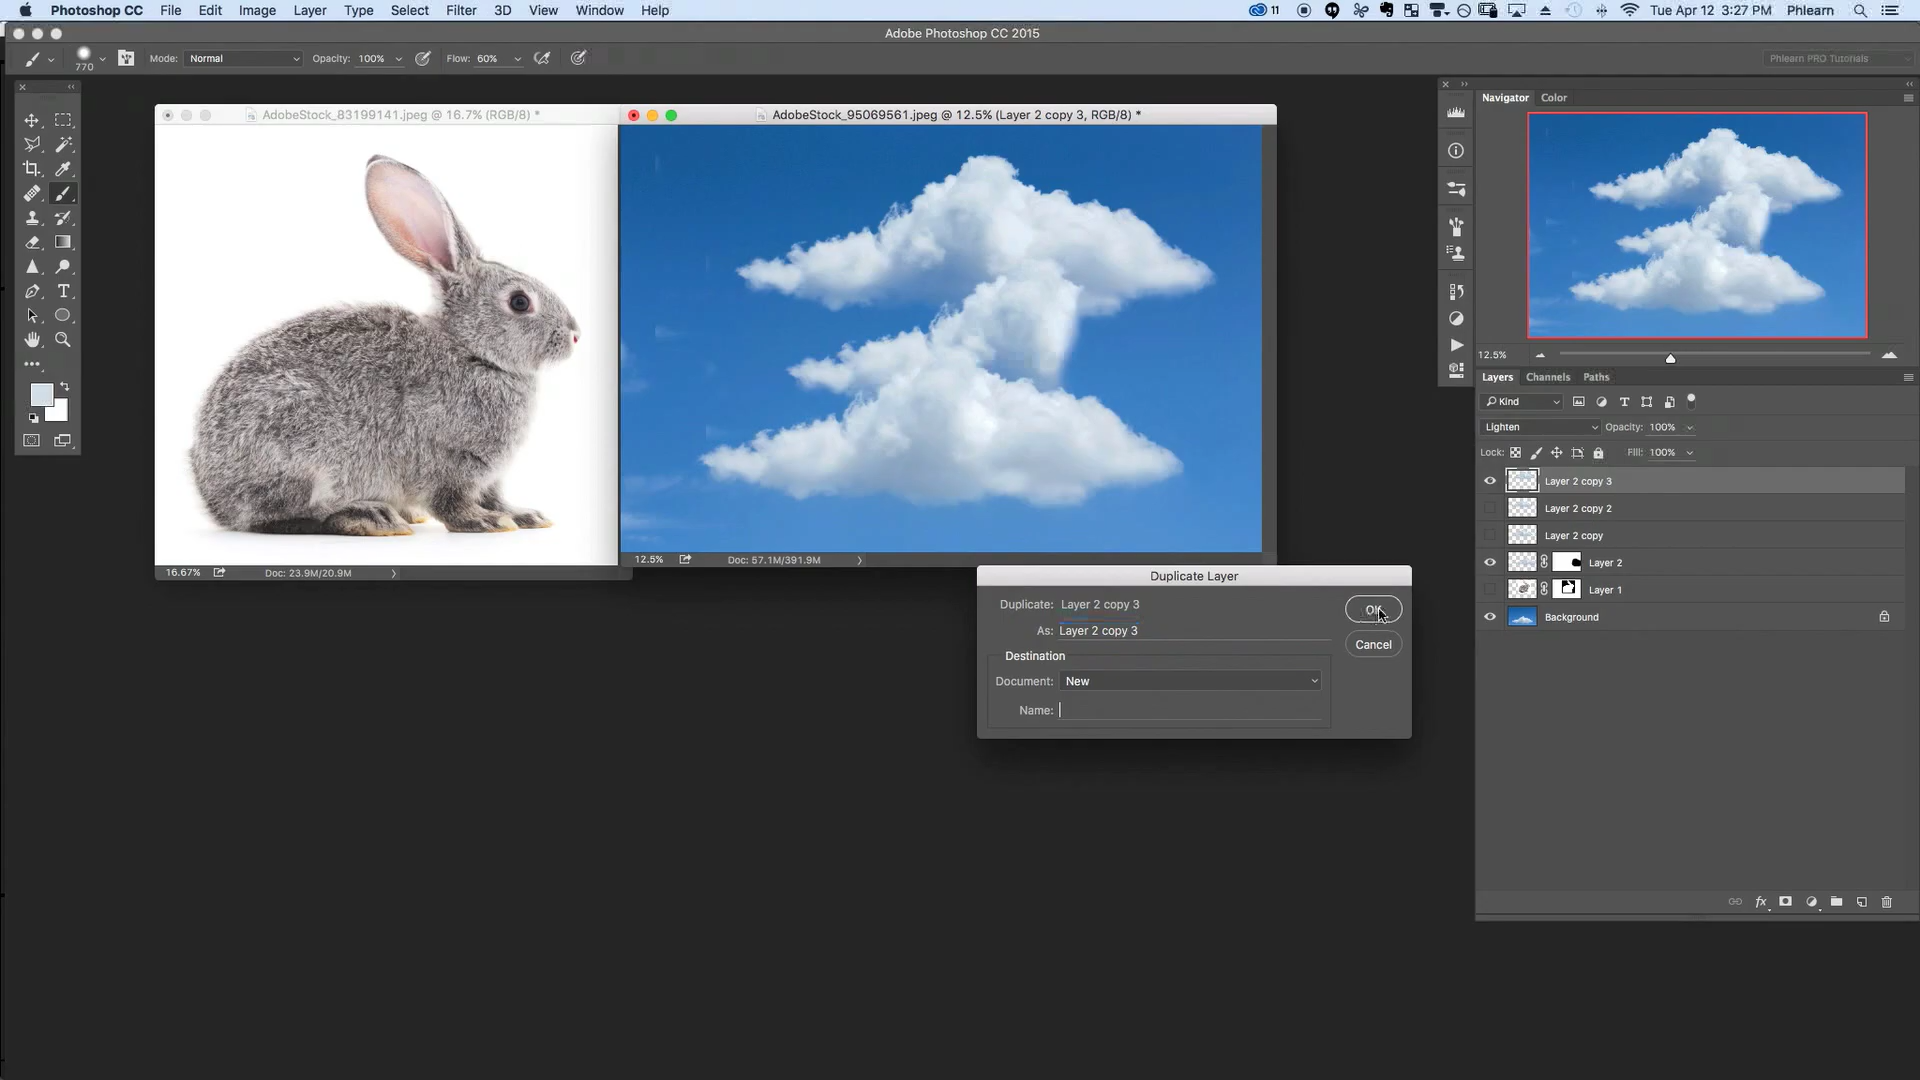 Photoshop CC File Edit Image Layer Type Select Filter 3D View Window Help 11 Tue Apr 12 3:27 PM Phlearn
Adobe Photoshop CC 2015
770 Mode: Normal Opacity: 100% Flow: 60% Phlearn PRO Tutorials
AdobeStock_83199141.jpeg @ 16.7% (RGB/8) *
AdobeStock_95069561.jpeg @ 12.5% (Layer 2 copy 3, RGB/8) *
16.67% Doc: 23.9M/20.9M
12.5% Doc: 57.1M/391.9M
Duplicate Layer
Duplicate: Layer 2 copy 3
As: Layer 2 copy 3
OK
Cancel
Destination
Document: New
Name:
Navigator Color
12.5%
Layers Channels Paths
Kind
Lighten Opacity: 100%
Lock: Fill: 100%
Layer 2 copy 3
Layer 2 copy 2
Layer 2 copy
Layer 2
Layer 1
Background
fx